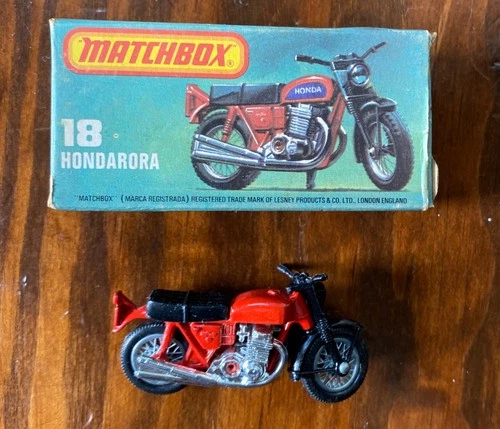 MATCHBOX®
HONDA
18
HONDARORA
"MATCHBOX" (MARCA REGISTRADA) REGISTERED TRADE MARK OF LESNEY PRODUCTS & CO. LTD., LONDON ENGLAND